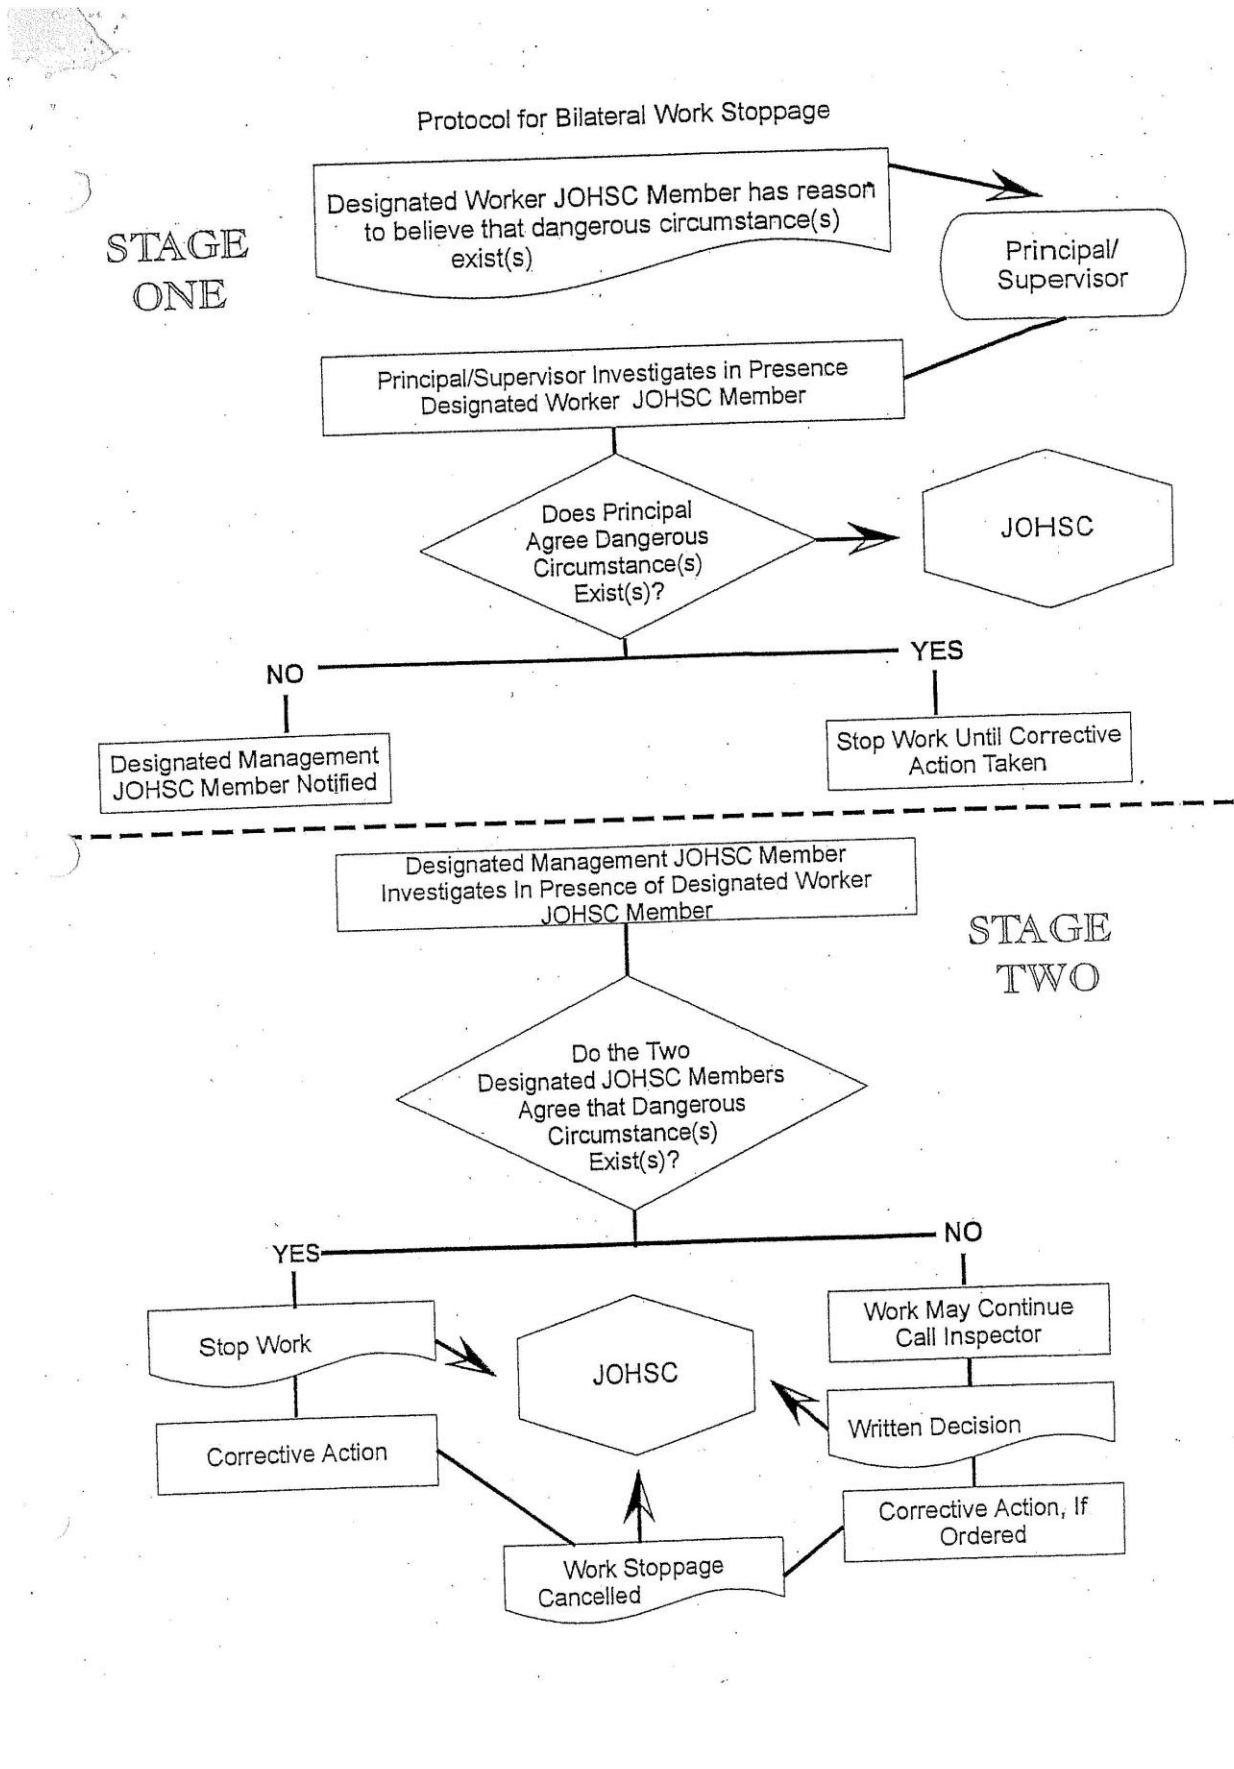 Protocol for Bilateral Work Stoppage
STAGE
ONE
Designated Worker JOHSC Member has reason
to believe that dangerous circumstance(s)
exist(s)
Principal/
Supervisor
Principal/Supervisor Investigates in Presence
Designated Worker JOHSC Member
Does Principal
Agree Dangerous
Circumstance(s)
Exist(s)?
JOHSC
NO
YES
Designated Management
JOHSC Member Notified
Stop Work Until Corrective
Action Taken
Designated Management JOHSC Member
Investigates In Presence of Designated Worker
JOHSC Member
STAGE
TWO
Do the Two
Designated JOHSC Members
Agree that Dangerous
Circumstance(s)
Exist(s)?
YES
NO
Stop Work
JOHSC
Work May Continue
Call Inspector
Corrective Action
Written Decision
Corrective Action, If
Ordered
Work Stoppage
Cancelled